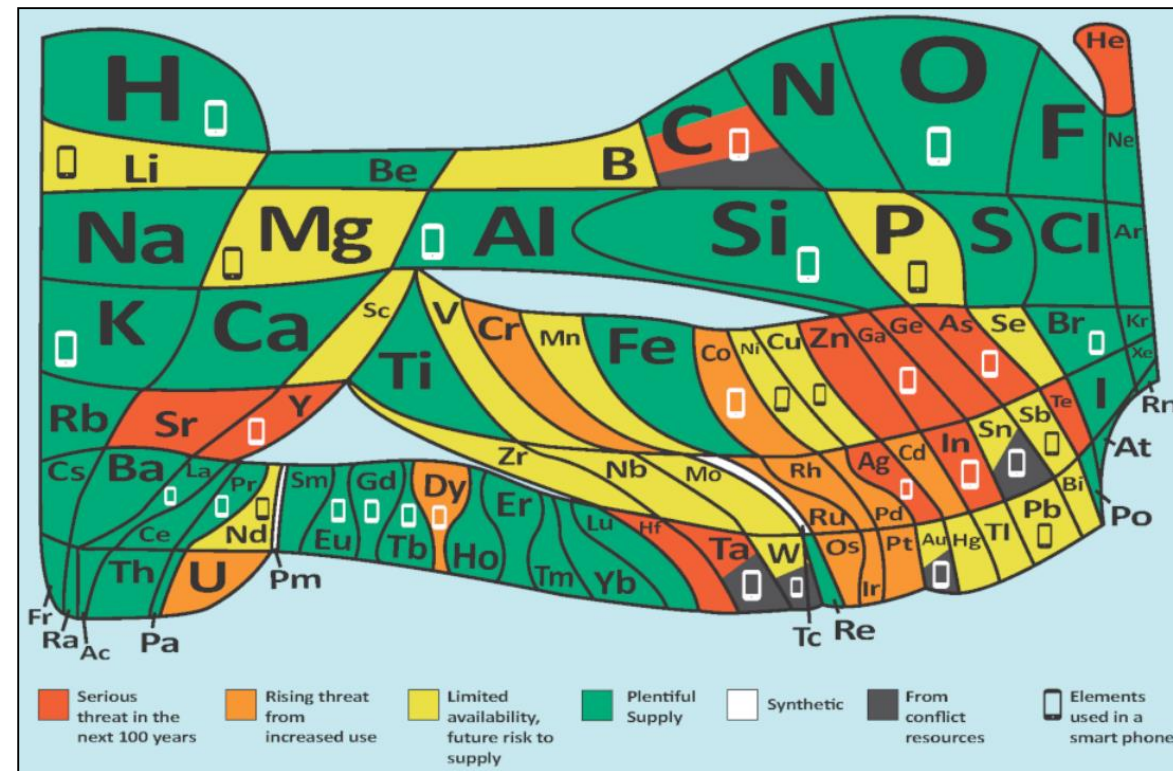 H
He
C
N
O
F
Ne
Li
Be
B
Na
Mg
Al
Si
P
S
Cl
Ar
K
Ca
Sc
Ti
V
Cr
Mn
Fe
Co
Ni
Cu
Zn
Ga
Ge
As
Se
Br
Kr
Xe
Rb
Sr
Y
Zr
Nb
Mo
Rh
Ru
Pd
Ag
Cd
In
Sn
Sb
Te
I
Rn
At
Cs
Ba
La
Ce
Pr
Nd
Sm
Eu
Gd
Tb
Dy
Ho
Er
Tm
Yb
Lu
Hf
Ta
W
Os
Ir
Pt
Au
Hg
Tl
Pb
Bi
Po
Th
U
Pm
Fr
Ra
Ac
Pa
Tc
Re
Serious
threat in the
next 100 years
Rising threat
from
increased use
Limited
availability,
future risk to
supply
Plentiful
Supply
Synthetic
From
conflict
resources
Elements
used in a
smart phone